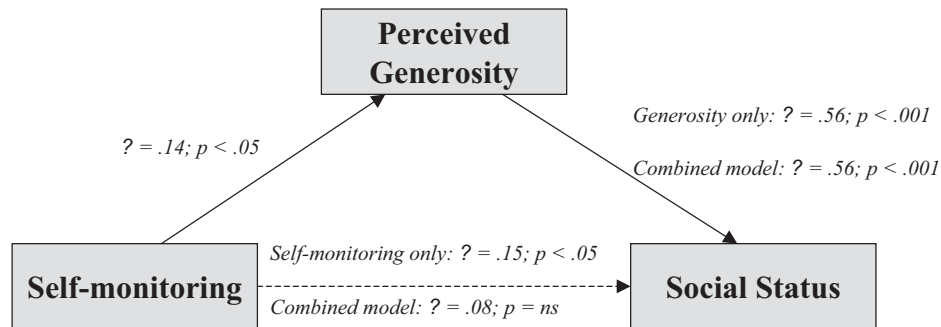 Perceived
Generosity
Generosity only: ? = .56; p < .001
? = .14; p < .05
Combined model: ? = .56; p < .001
Self-monitoring only: ? = .15; p < .05
Self-monitoring
Social Status
Combined model: ? = .08; p = ns